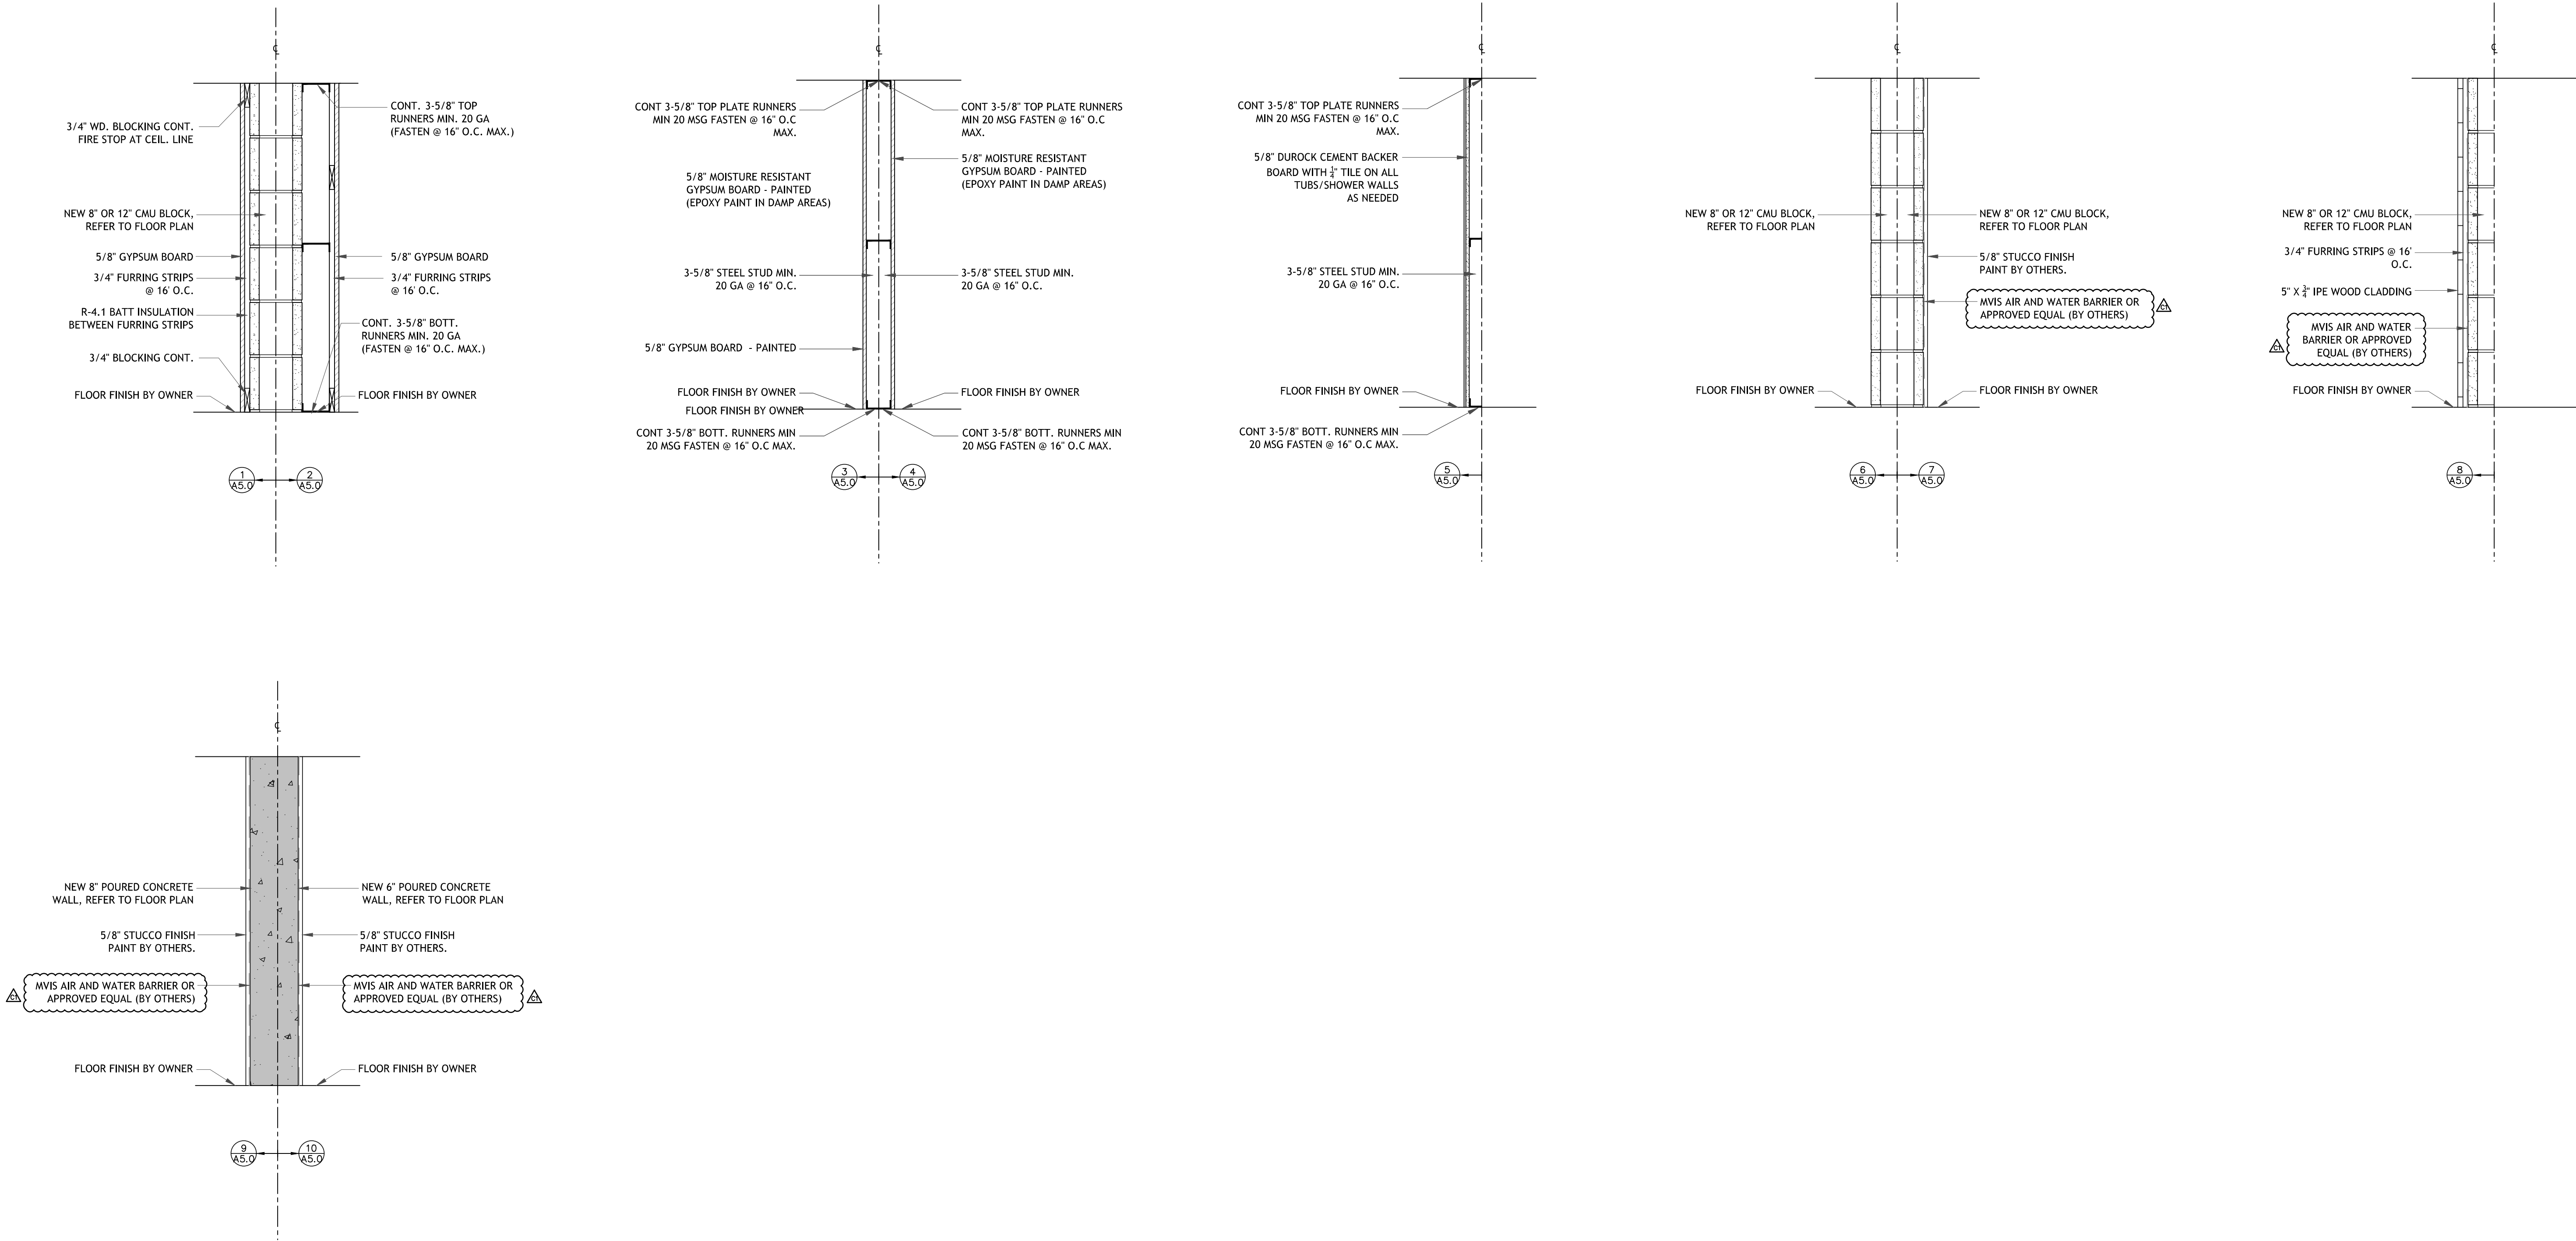 ℄
3/4" WD. BLOCKING CONT.
FIRE STOP AT CEIL. LINE
NEW 8" OR 12" CMU BLOCK,
REFER TO FLOOR PLAN
5/8" GYPSUM BOARD
3/4" FURRING STRIPS
@ 16' O.C.
R-4.1 BATT INSULATION
BETWEEN FURRING STRIPS
3/4" BLOCKING CONT.
FLOOR FINISH BY OWNER
CONT. 3-5/8" TOP
RUNNERS MIN. 20 GA
(FASTEN @ 16" O.C. MAX.)
5/8" GYPSUM BOARD
3/4" FURRING STRIPS
@ 16' O.C.
CONT. 3-5/8" BOTT.
RUNNERS MIN. 20 GA
(FASTEN @ 16" O.C. MAX.)
FLOOR FINISH BY OWNER
1
A5.0
2
A5.0
℄
CONT 3-5/8" TOP PLATE RUNNERS
MIN 20 MSG FASTEN @ 16" O.C
MAX.
5/8" MOISTURE RESISTANT
GYPSUM BOARD - PAINTED
(EPOXY PAINT IN DAMP AREAS)
3-5/8" STEEL STUD MIN.
20 GA @ 16" O.C.
5/8" GYPSUM BOARD - PAINTED
FLOOR FINISH BY OWNER
FLOOR FINISH BY OWNER
CONT 3-5/8" BOTT. RUNNERS MIN
20 MSG FASTEN @ 16" O.C MAX.
CONT 3-5/8" TOP PLATE RUNNERS
MIN 20 MSG FASTEN @ 16" O.C
MAX.
5/8" MOISTURE RESISTANT
GYPSUM BOARD - PAINTED
(EPOXY PAINT IN DAMP AREAS)
3-5/8" STEEL STUD MIN.
20 GA @ 16" O.C.
FLOOR FINISH BY OWNER
CONT 3-5/8" BOTT. RUNNERS MIN
20 MSG FASTEN @ 16" O.C MAX.
3
A5.0
4
A5.0
℄
CONT 3-5/8" TOP PLATE RUNNERS
MIN 20 MSG FASTEN @ 16" O.C
MAX.
5/8" DUROCK CEMENT BACKER
BOARD WITH 1/4" TILE ON ALL
TUBS/SHOWER WALLS
AS NEEDED
3-5/8" STEEL STUD MIN.
20 GA @ 16" O.C.
FLOOR FINISH BY OWNER
CONT 3-5/8" BOTT. RUNNERS MIN
20 MSG FASTEN @ 16" O.C MAX.
5
A5.0
℄
NEW 8" OR 12" CMU BLOCK,
REFER TO FLOOR PLAN
FLOOR FINISH BY OWNER
NEW 8" OR 12" CMU BLOCK,
REFER TO FLOOR PLAN
5/8" STUCCO FINISH
PAINT BY OTHERS.
MVIS AIR AND WATER BARRIER OR
APPROVED EQUAL (BY OTHERS)
C1
FLOOR FINISH BY OWNER
6
A5.0
7
A5.0
℄
NEW 8" OR 12" CMU BLOCK,
REFER TO FLOOR PLAN
3/4" FURRING STRIPS @ 16'
O.C.
5" X 3/4" IPE WOOD CLADDING
MVIS AIR AND WATER
BARRIER OR APPROVED
EQUAL (BY OTHERS)
C1
FLOOR FINISH BY OWNER
8
A5.0
℄
NEW 8" POURED CONCRETE
WALL, REFER TO FLOOR PLAN
5/8" STUCCO FINISH
PAINT BY OTHERS.
MVIS AIR AND WATER BARRIER OR
APPROVED EQUAL (BY OTHERS)
C1
FLOOR FINISH BY OWNER
NEW 6" POURED CONCRETE
WALL, REFER TO FLOOR PLAN
5/8" STUCCO FINISH
PAINT BY OTHERS.
MVIS AIR AND WATER BARRIER OR
APPROVED EQUAL (BY OTHERS)
C1
FLOOR FINISH BY OWNER
9
A5.0
10
A5.0